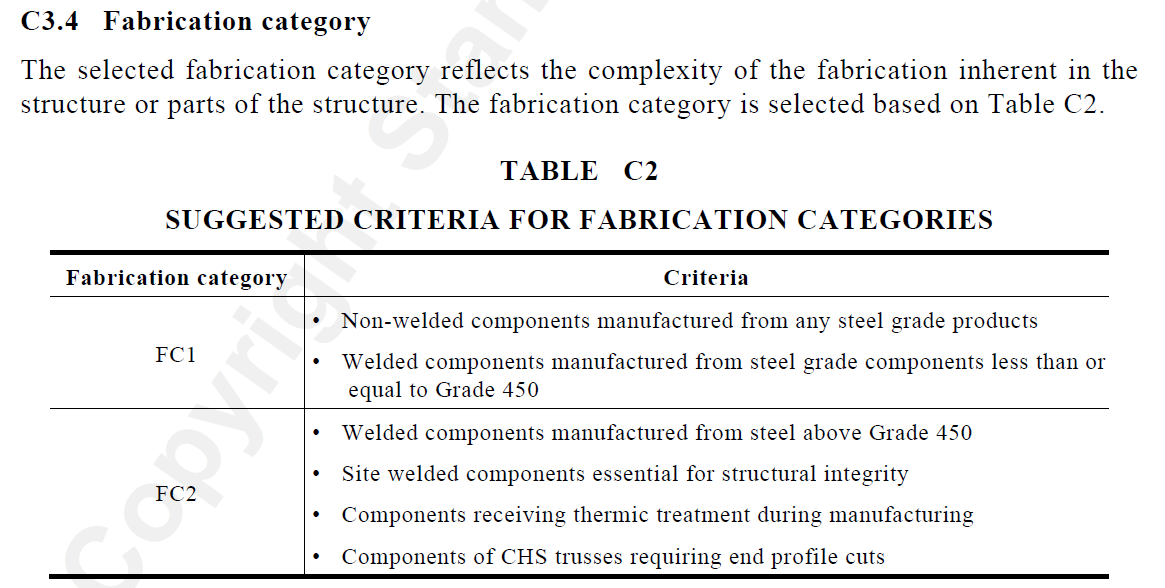 C3.4 Fabrication category
The selected fabrication category reflects the complexity of the fabrication inherent in the
structure or parts of the structure. The fabrication category is selected based on Table C2.
TABLE C2
SUGGESTED CRITERIA FOR FABRICATION CATEGORIES
Fabrication category Criteria
FC1
• Non-welded components manufactured from any steel grade products
• Welded components manufactured from steel grade components less than or
equal to Grade 450
FC2
• Welded components manufactured from steel above Grade 450
• Site welded components essential for structural integrity
• Components receiving thermic treatment during manufacturing
• Components of CHS trusses requiring end profile cuts
Copyright